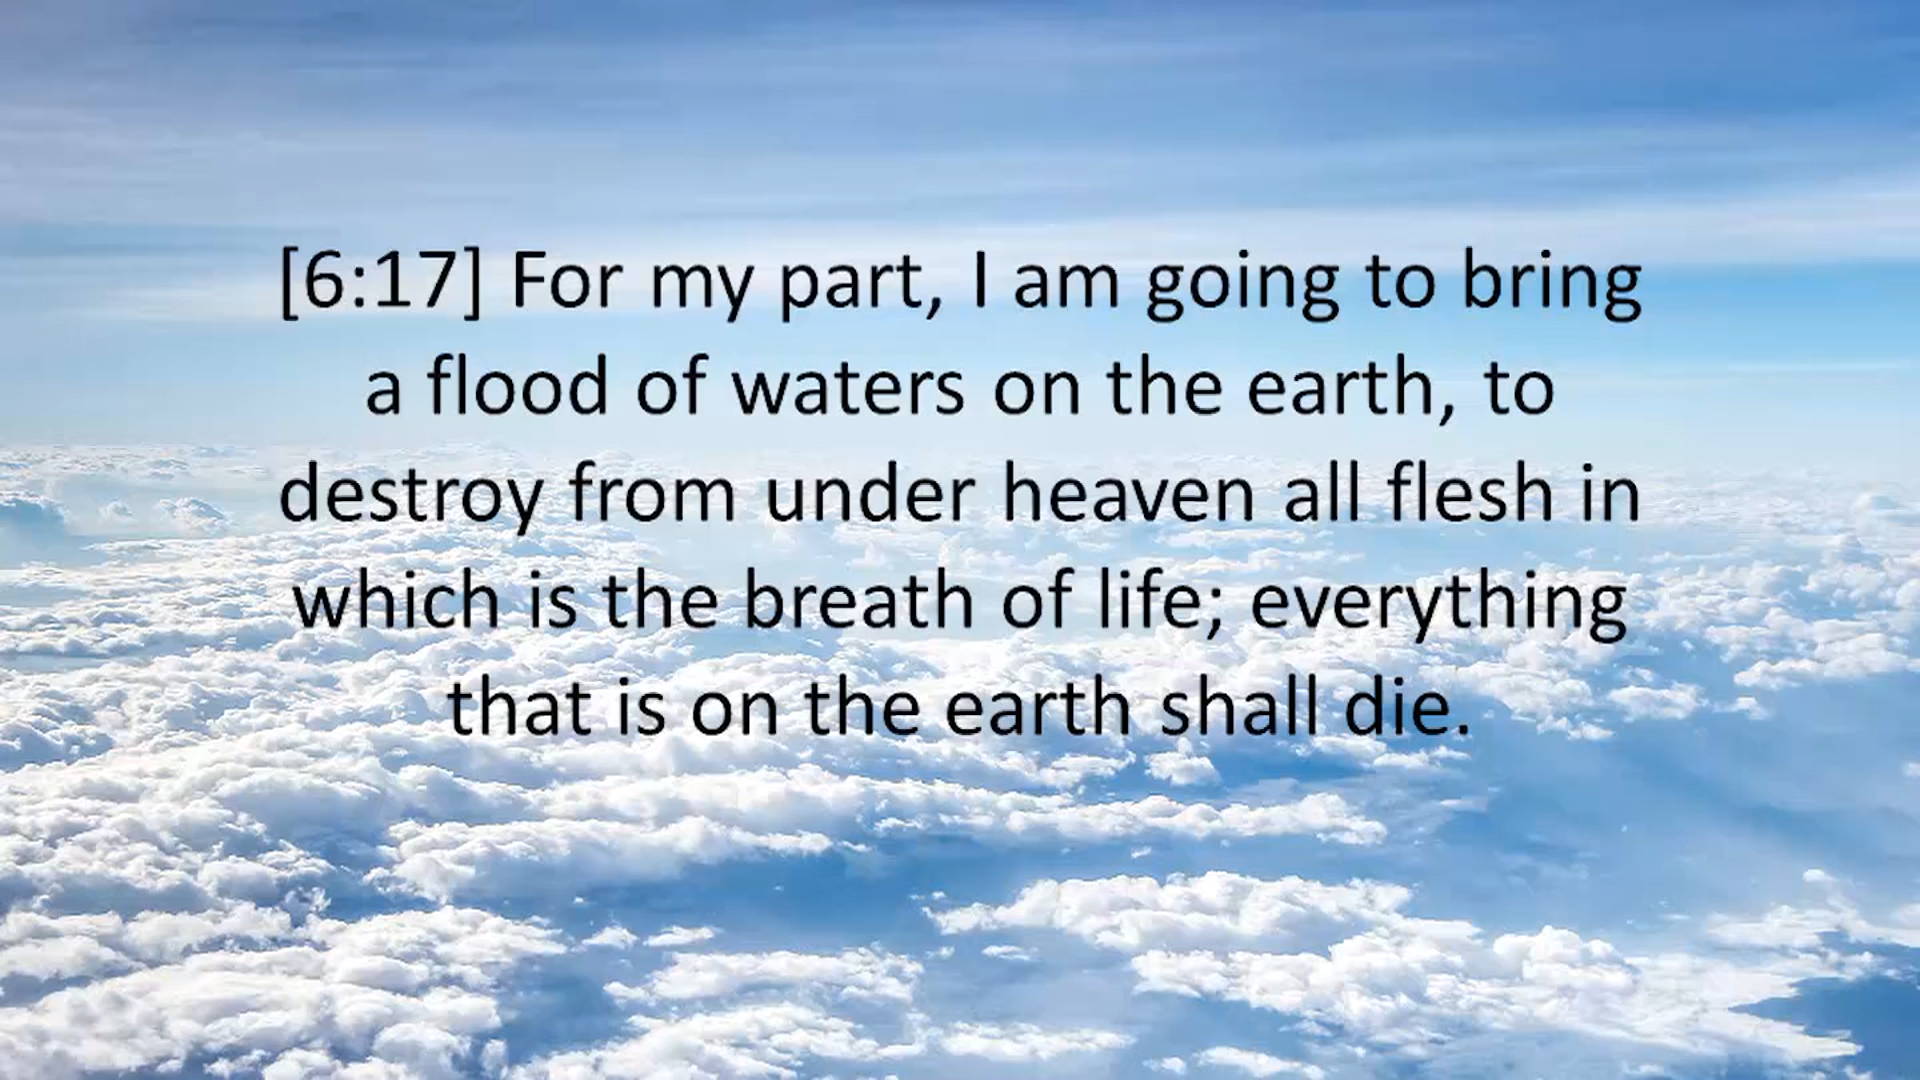 [6:17] For my part, I am going to bring
a flood of waters on the earth, to
destroy from under heaven all flesh in
which is the breath of life; everything
that is on the earth shall die.